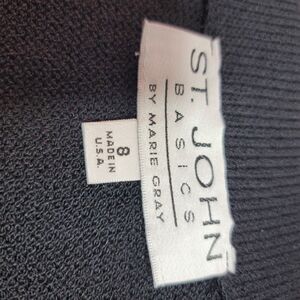 ST. JOHN
BASICS
BY MARIE GRAY
8
MADE IN
U.S.A.